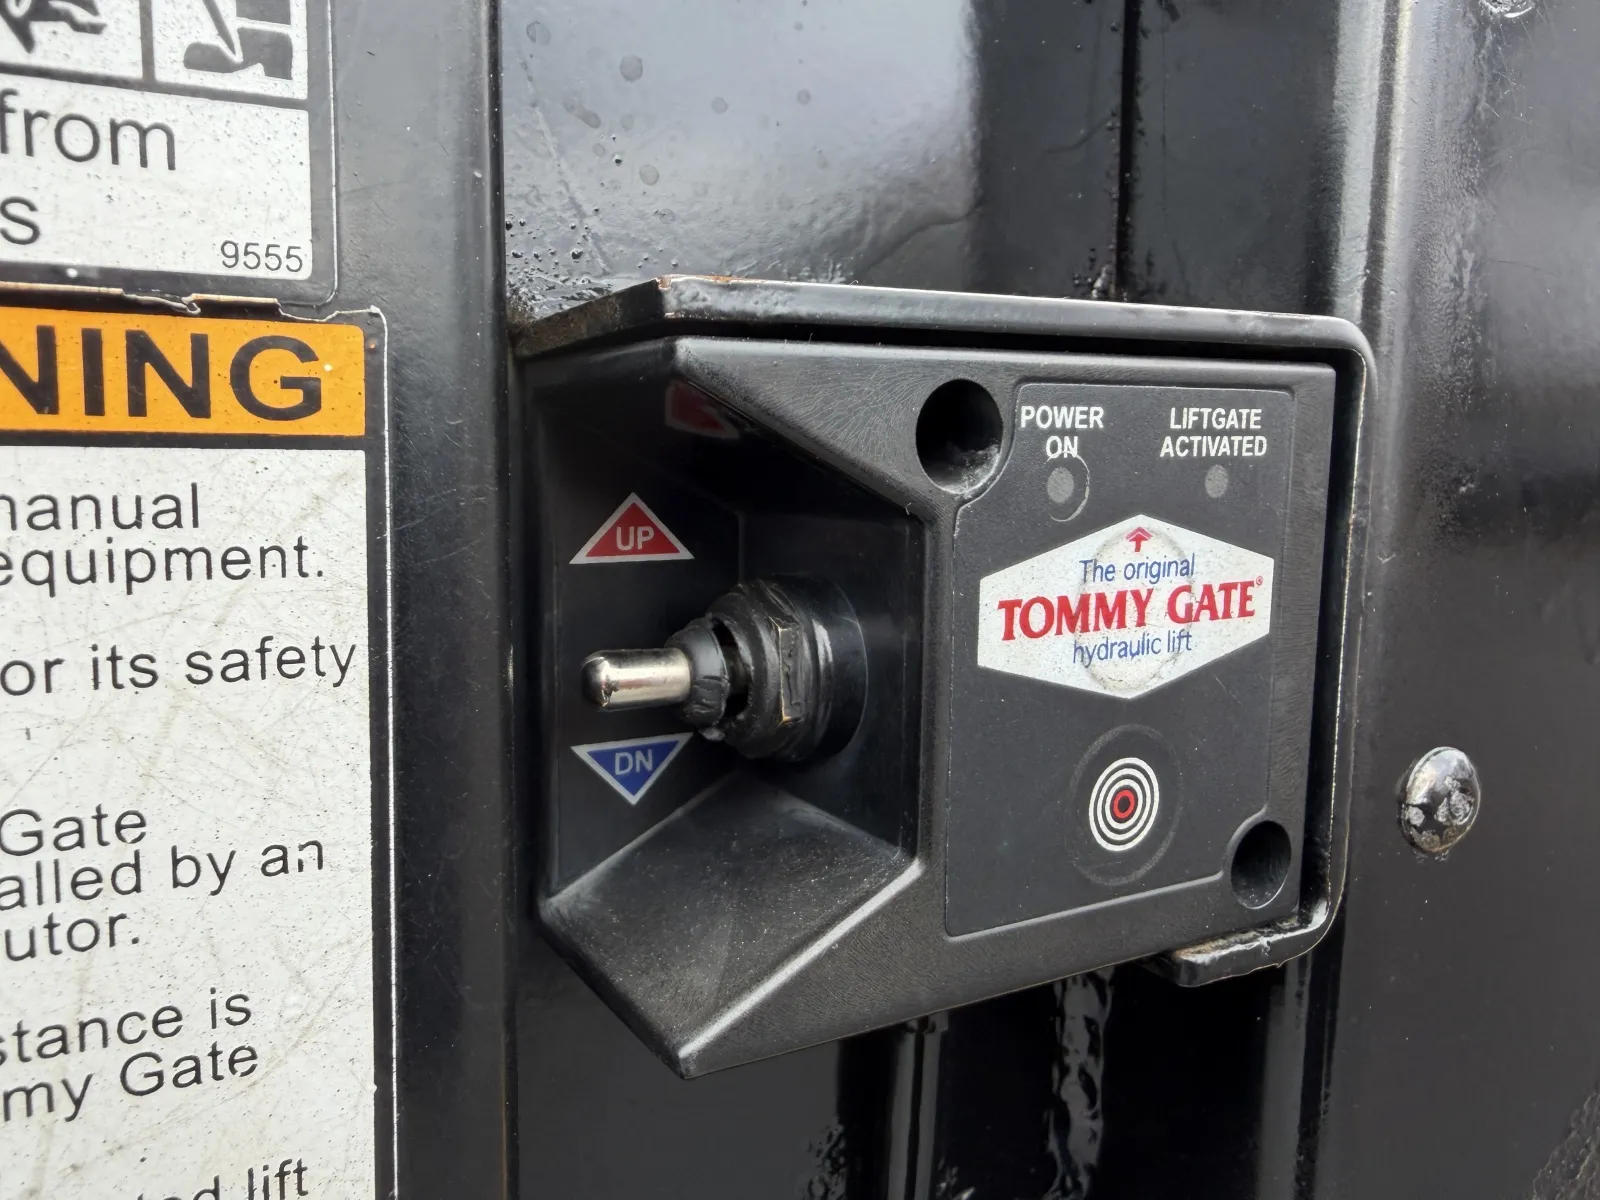 from
s
9555
NING
manual
equipment.
or its safety
Gate
alled by an
utor.
stance is
my Gate
lift
UP
DN
POWER
ON
LIFTGATE
ACTIVATED
The original
TOMMY GATE®
hydraulic lift